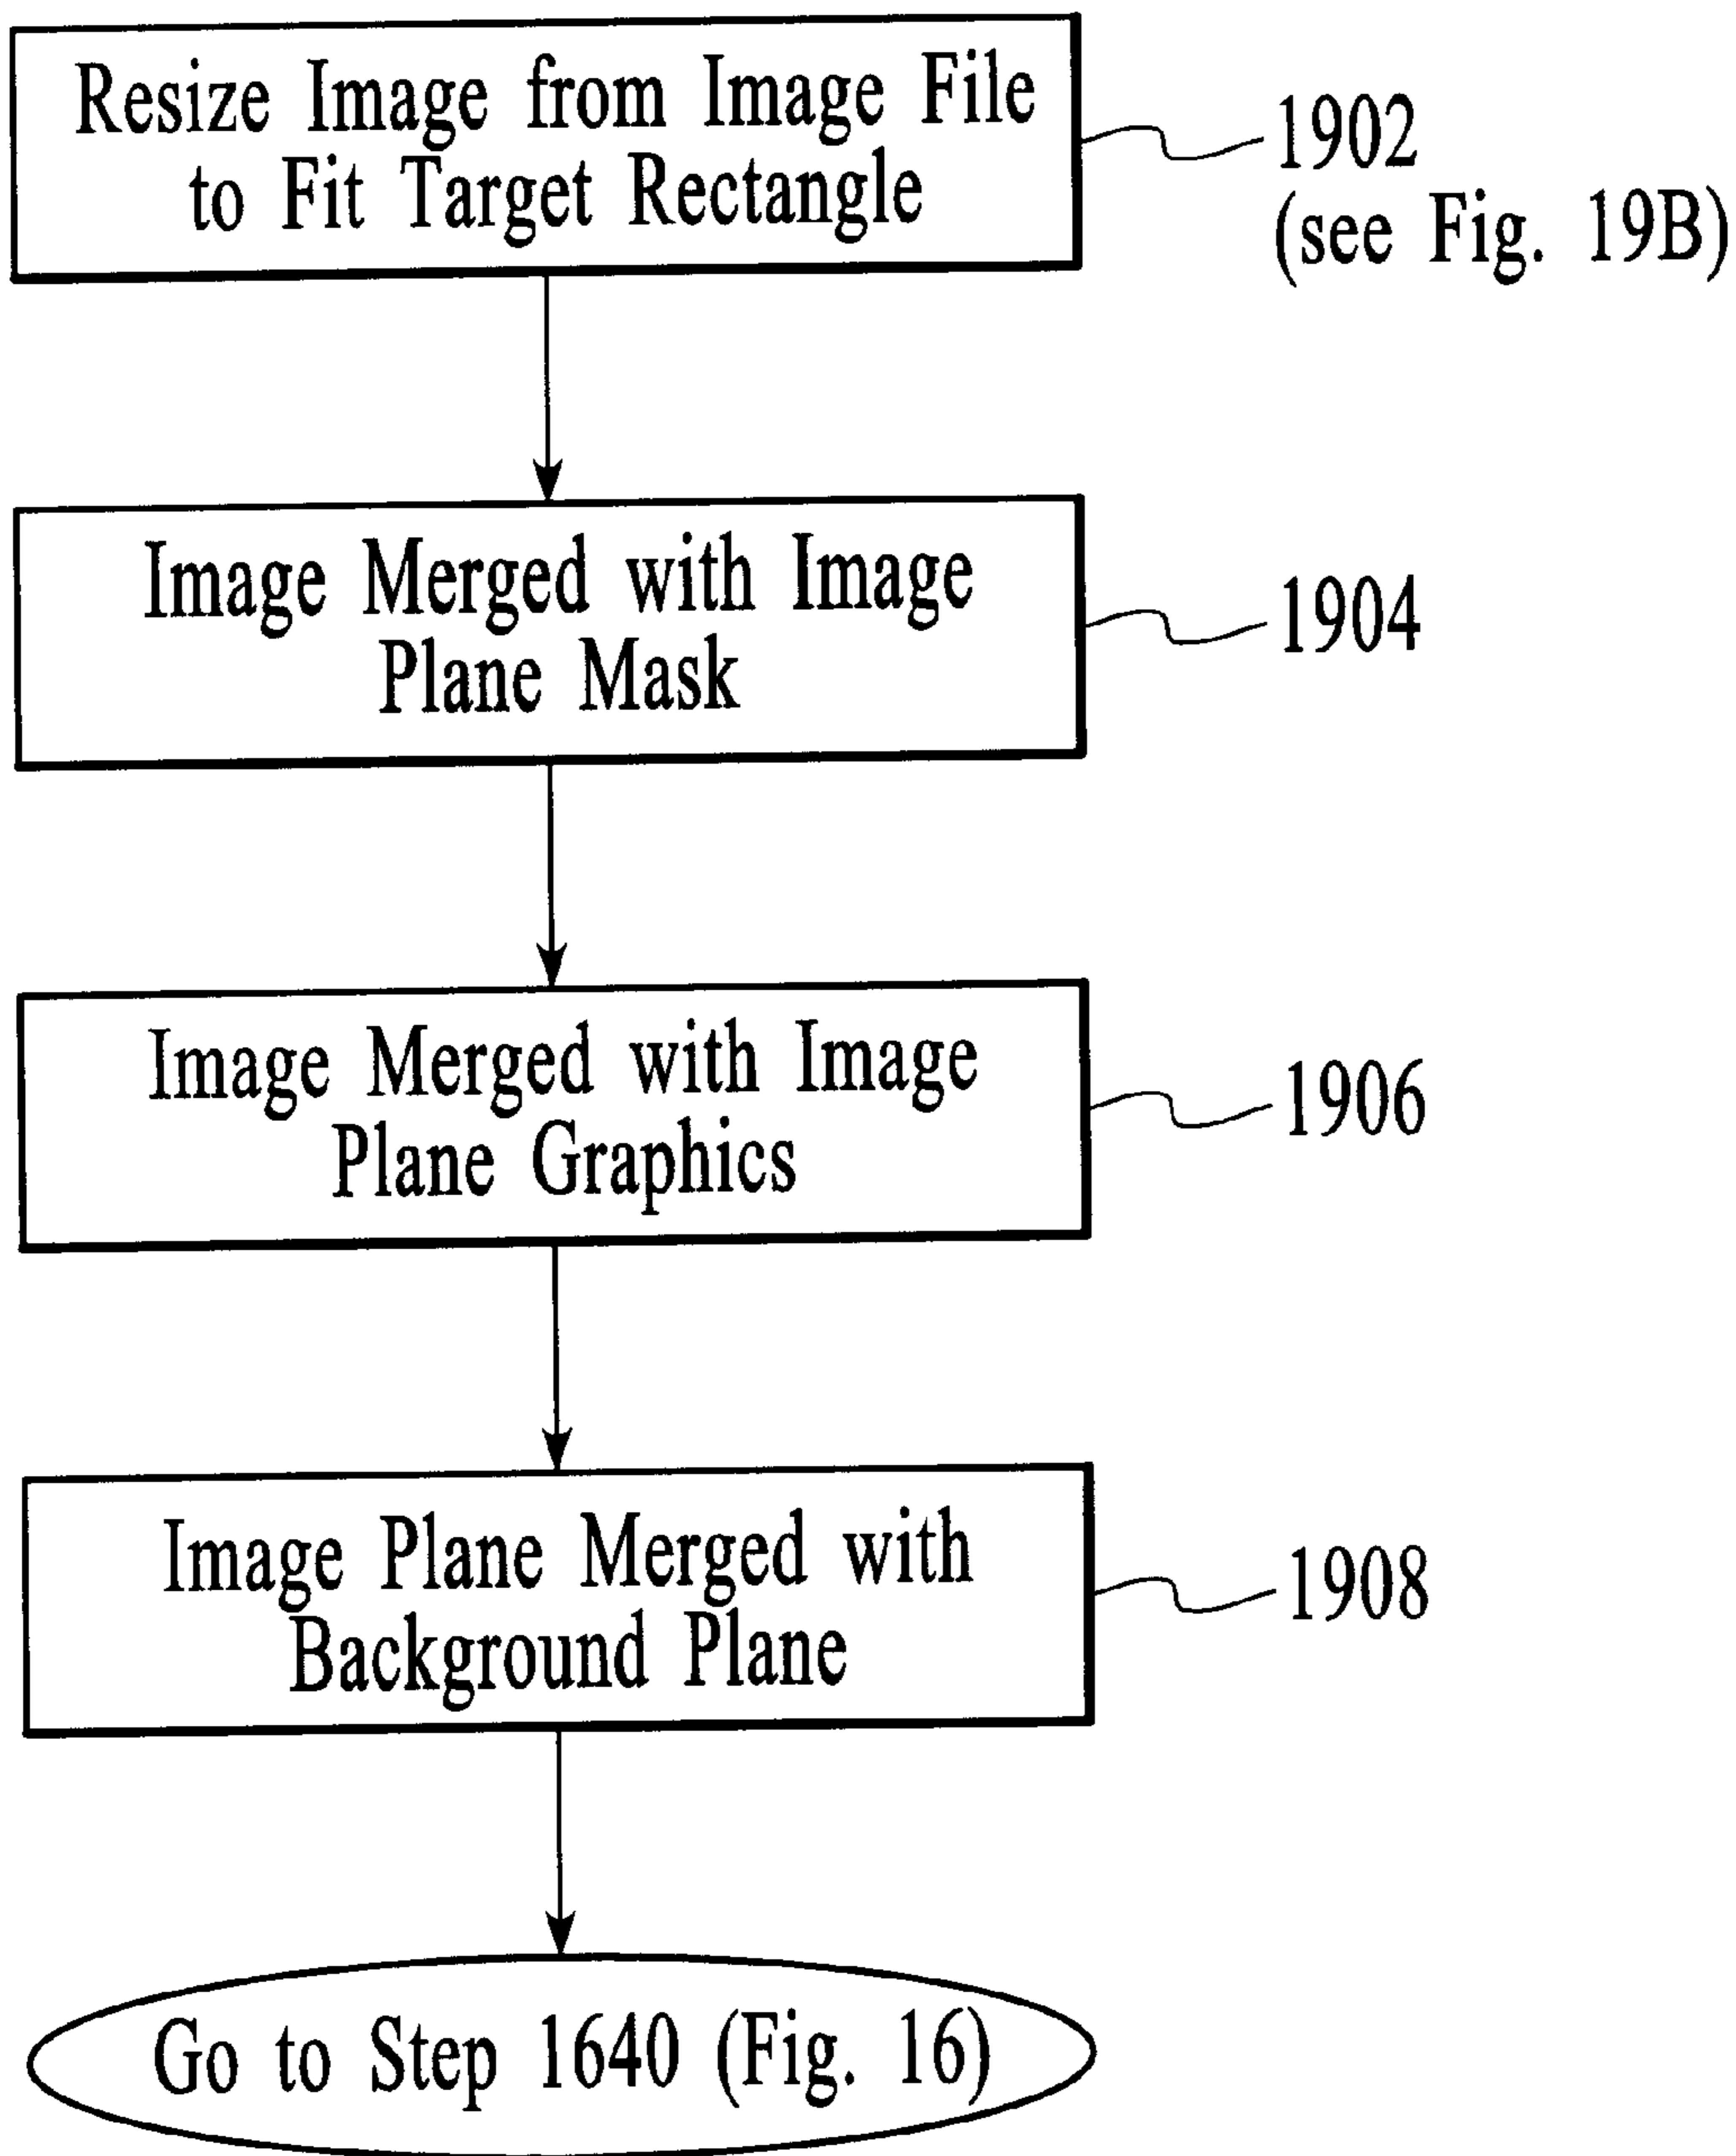 Resize Image from Image File
to Fit Target Rectangle
1902
(see Fig. 19B)
Image Merged with Image
Plane Mask
1904
Image Merged with Image
Plane Graphics
1906
Image Plane Merged with
Background Plane
1908
Go to Step 1640 (Fig. 16)